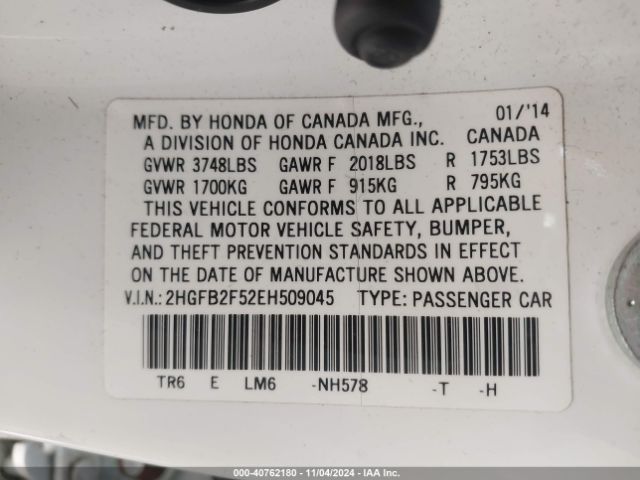 MFD. BY HONDA OF CANADA MFG., 01/'14
A DIVISION OF HONDA CANADA INC. CANADA
GVWR 3748LBS GAWR F 2018LBS R 1753LBS
GVWR 1700KG GAWR F 915KG R 795KG
THIS VEHICLE CONFORMS TO ALL APPLICABLE
FEDERAL MOTOR VEHICLE SAFETY, BUMPER,
AND THEFT PREVENTION STANDARDS IN EFFECT
ON THE DATE OF MANUFACTURE SHOWN ABOVE.
V.I.N.: 2HGFB2F52EH509045 TYPE: PASSENGER CAR
TR6 E LM6 -NH578 -T -H
000-40762180 - 11/04/2024 - IAA Inc.